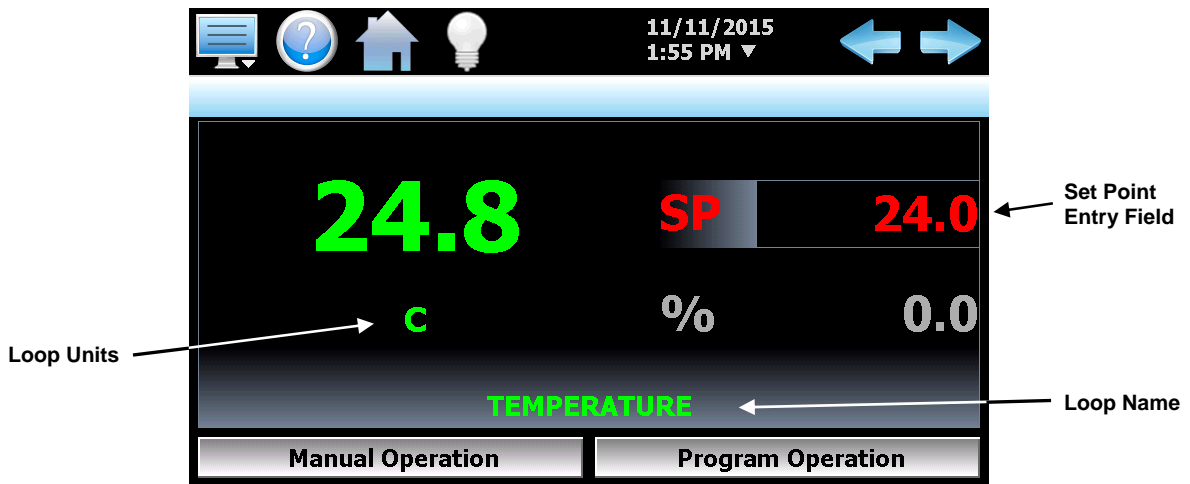 ?
11/11/2015
1:55 PM ▼
24.8
SP 24.0
Set Point
Entry Field
C
% 0.0
Loop Units
TEMPERATURE
Loop Name
Manual Operation
Program Operation